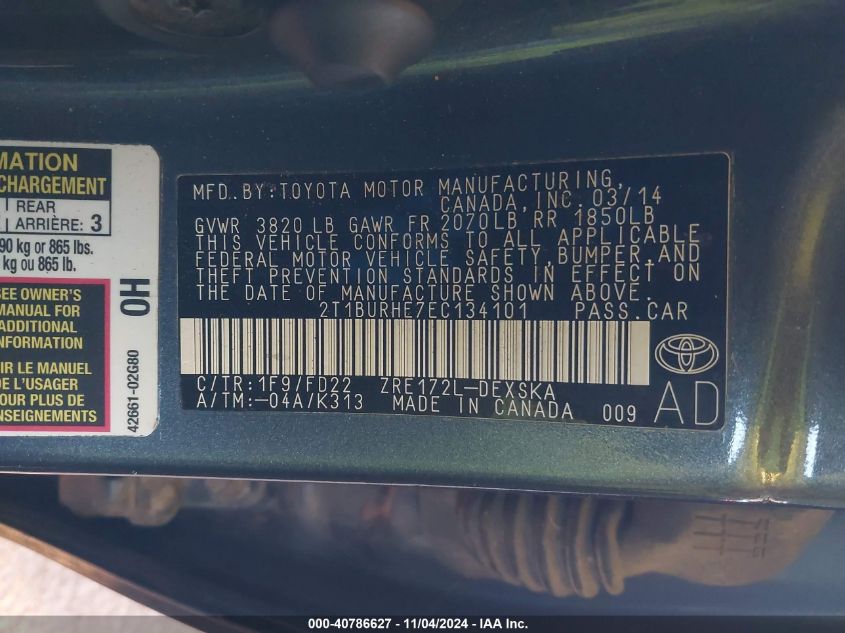 MATION
CHARGEMENT
REAR
ARRIÈRE: 3
90 kg or 865 lbs.
kg ou 865 lb.
SEE OWNER'S
MANUAL FOR
ADDITIONAL
INFORMATION
OIR LE MANUEL
DE L'USAGER
POUR PLUS DE
ENSEIGNEMENTS
OH
42661-02G80
MFD.BY:TOYOTA MOTOR MANUFACTURING,
CANADA, INC. 03/14
GVWR 3820 LB GAWR FR 2070LB, RR 1850LB
THIS VEHICLE CONFORMS TO ALL APPLICABLE
FEDERAL MOTOR VEHICLE SAFETY, BUMPER, AND
THEFT PREVENTION STANDARDS IN EFFECT ON
THE DATE OF MANUFACTURE SHOWN ABOVE.
2T1BURHE7EC134101 PASS.CAR
C/TR:1F9/FD22 ZRE172L-DEXSKA
A/TM:-04A/K313 MADE IN CANADA 009
AD
000-40786627 - 11/04/2024 - IAA Inc.